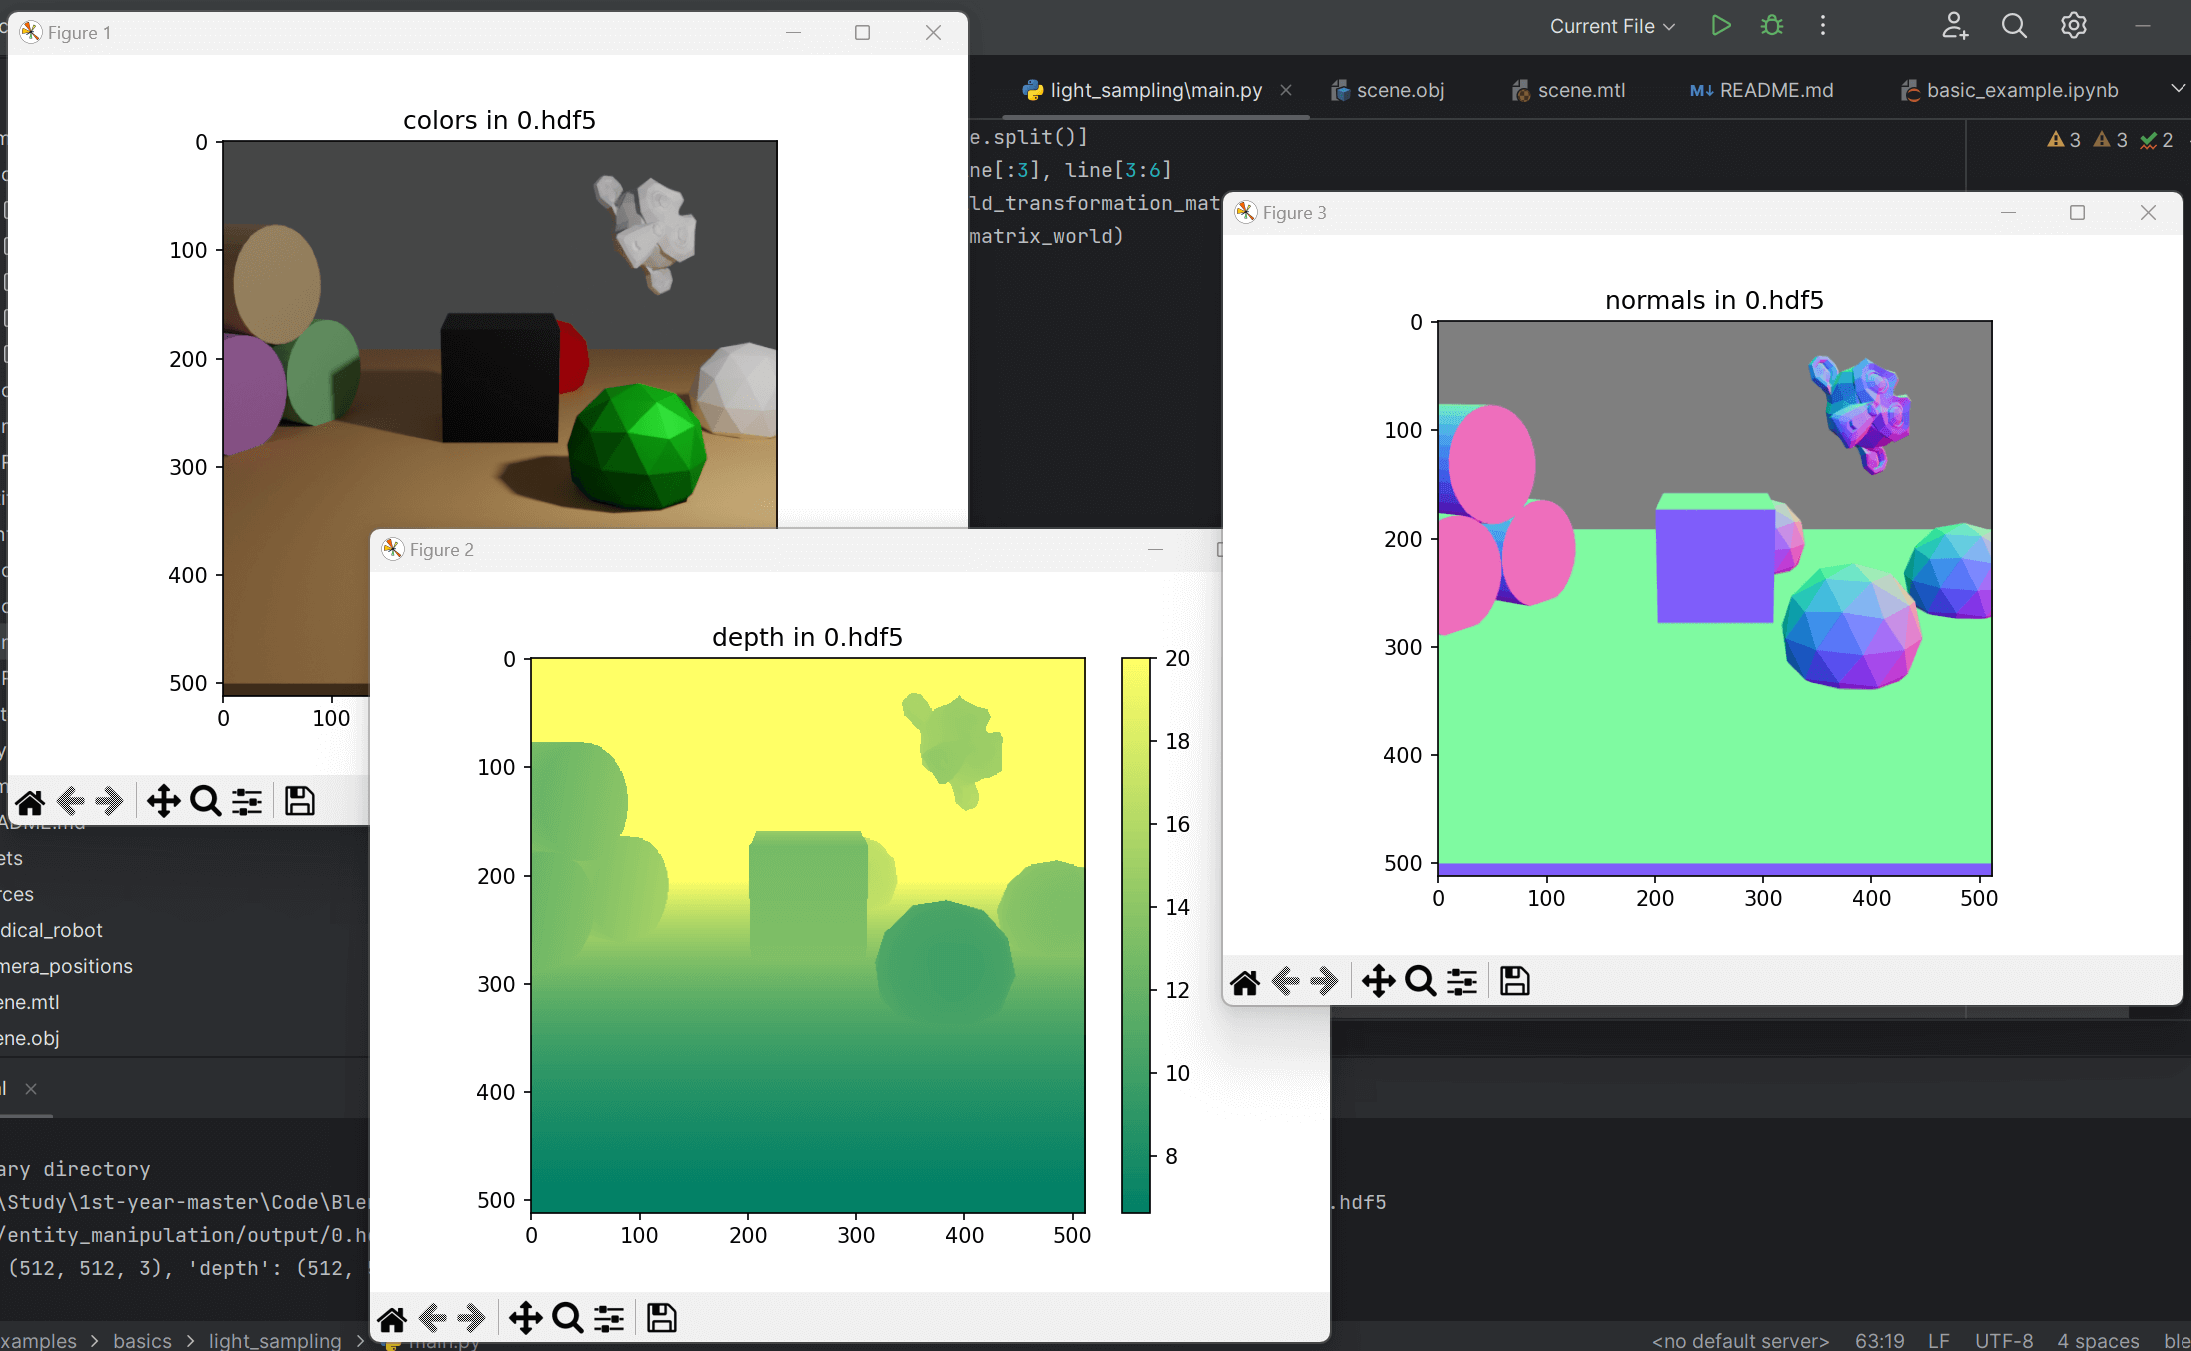 Figure 1
colors in 0.hdf5
0
100
200
300
400
500
0
100
Current File
light_sampling\main.py
scene.obj
scene.mtl
README.md
basic_example.ipynb
e.split()]
ne[:3], line[3:6]
ld_transformation_mat
matrix_world)
3 3 2
Figure 3
normals in 0.hdf5
0
100
200
300
400
500
0 100 200 300 400 500
Figure 2
depth in 0.hdf5
0
100
200
300
400
500
0 100 200 300 400 500
20
18
16
14
12
10
8
ets
rces
dical_robot
mera_positions
ene.mtl
ene.obj
ary directory
\Study\1st-year-master\Code\Ble
.hdf5
/entity_manipulation/output/0.h
(512, 512, 3), 'depth': (512,
xamples > basics > light_sampling > main.py
<no default server> 63:19 LF UTF-8 4 spaces ble